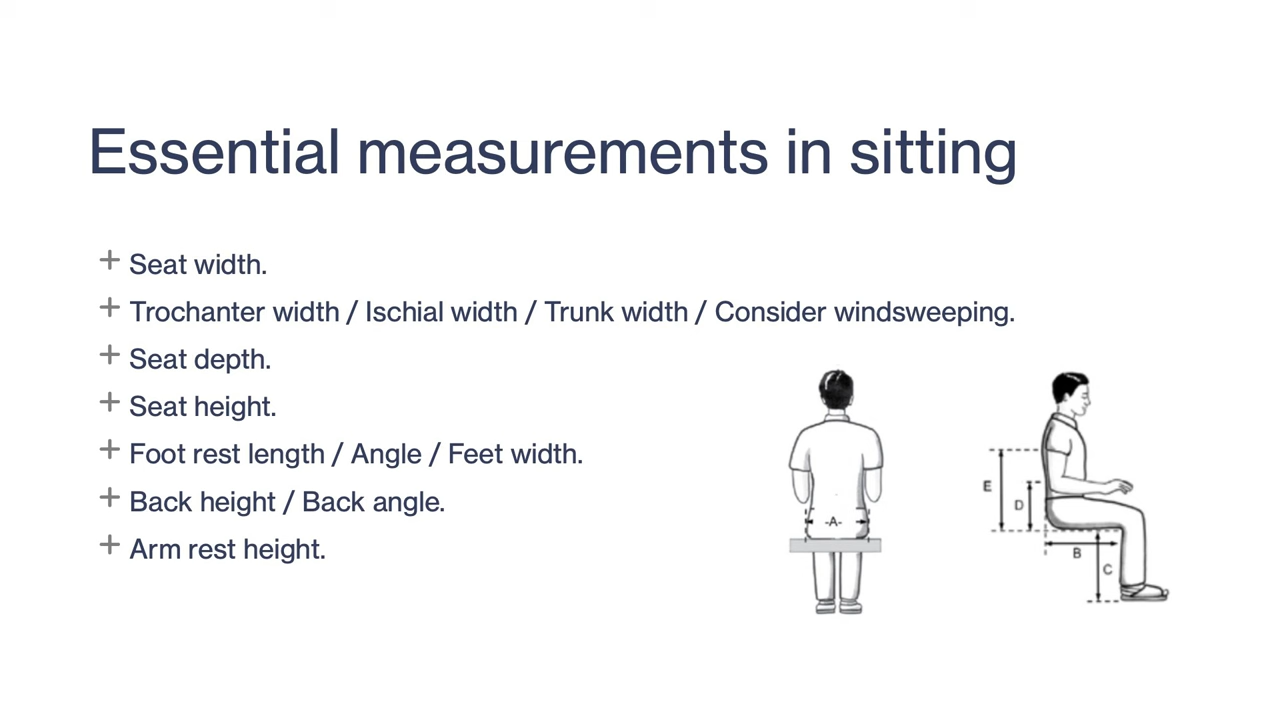 Essential measurements in sitting
+ Seat width.
+ Trochanter width / Ischial width / Trunk width / Consider windsweeping.
+ Seat depth.
+ Seat height.
+ Foot rest length / Angle / Feet width.
+ Back height / Back angle.
+ Arm rest height.
-A-
E
D
B
C